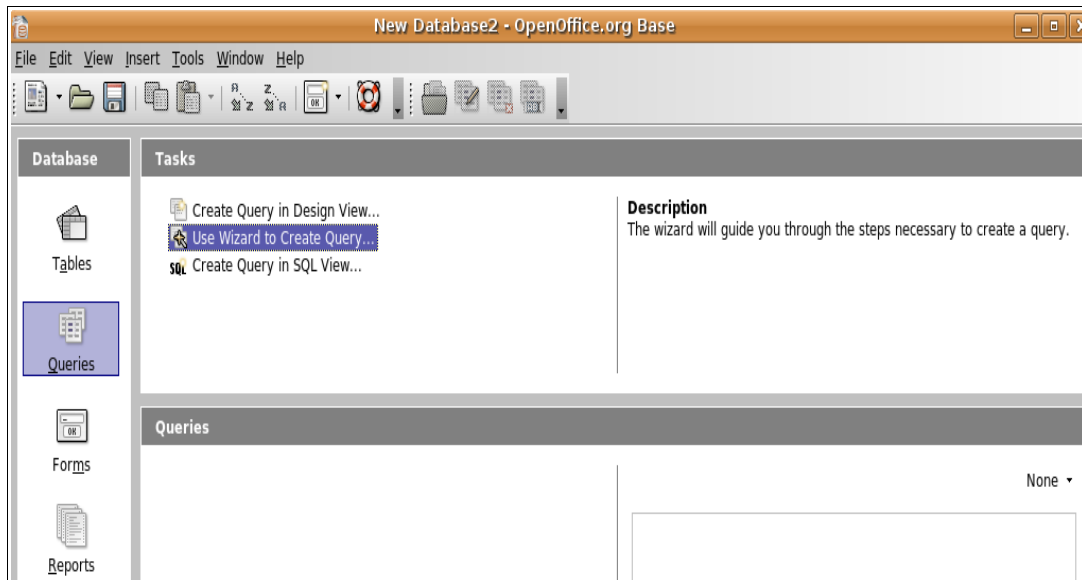 New Database2 - OpenOffice.org Base
File Edit View Insert Tools Window Help
Database
Tasks
Create Query in Design View...
Use Wizard to Create Query...
SQL Create Query in SQL View...
Description
The wizard will guide you through the steps necessary to create a query.
Tables
Queries
Forms
Reports
Queries
None